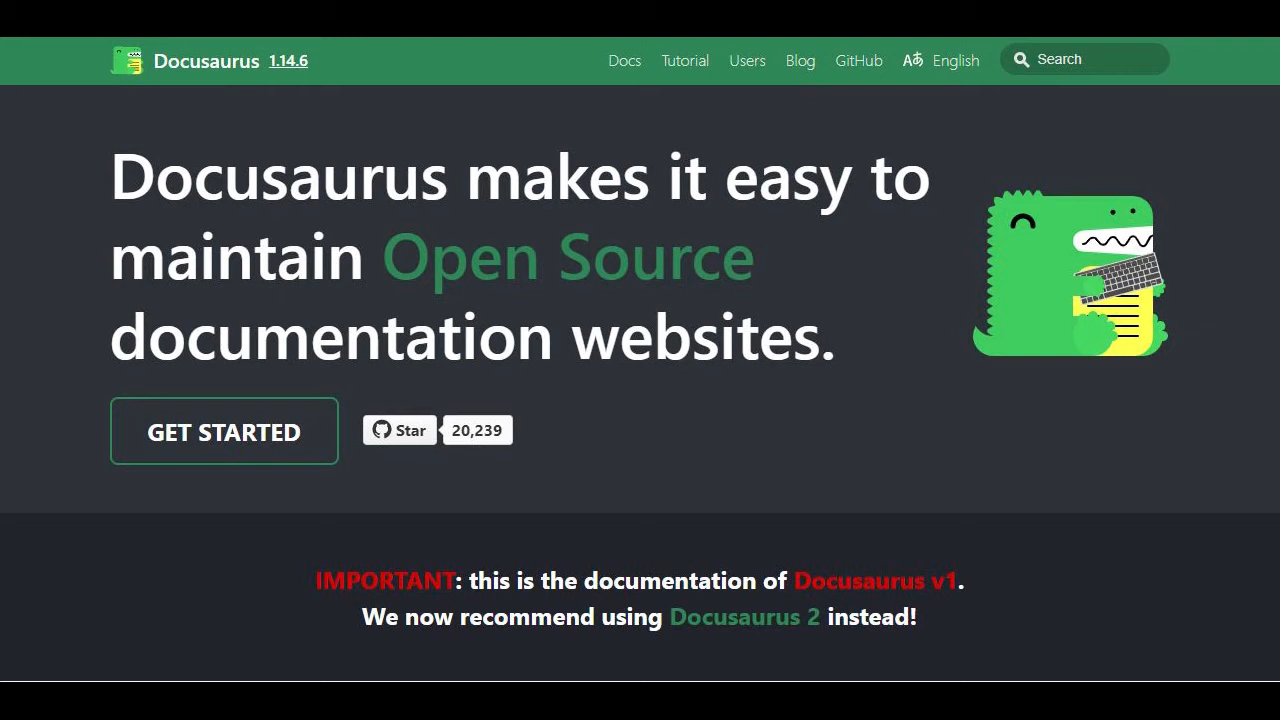 Docusaurus 1.14.6 Docs Tutorial Users Blog GitHub Aあ English Search
Docusaurus makes it easy to
maintain Open Source
documentation websites.
GET STARTED Star 20,239
IMPORTANT: this is the documentation of Docusaurus v1.
We now recommend using Docusaurus 2 instead!